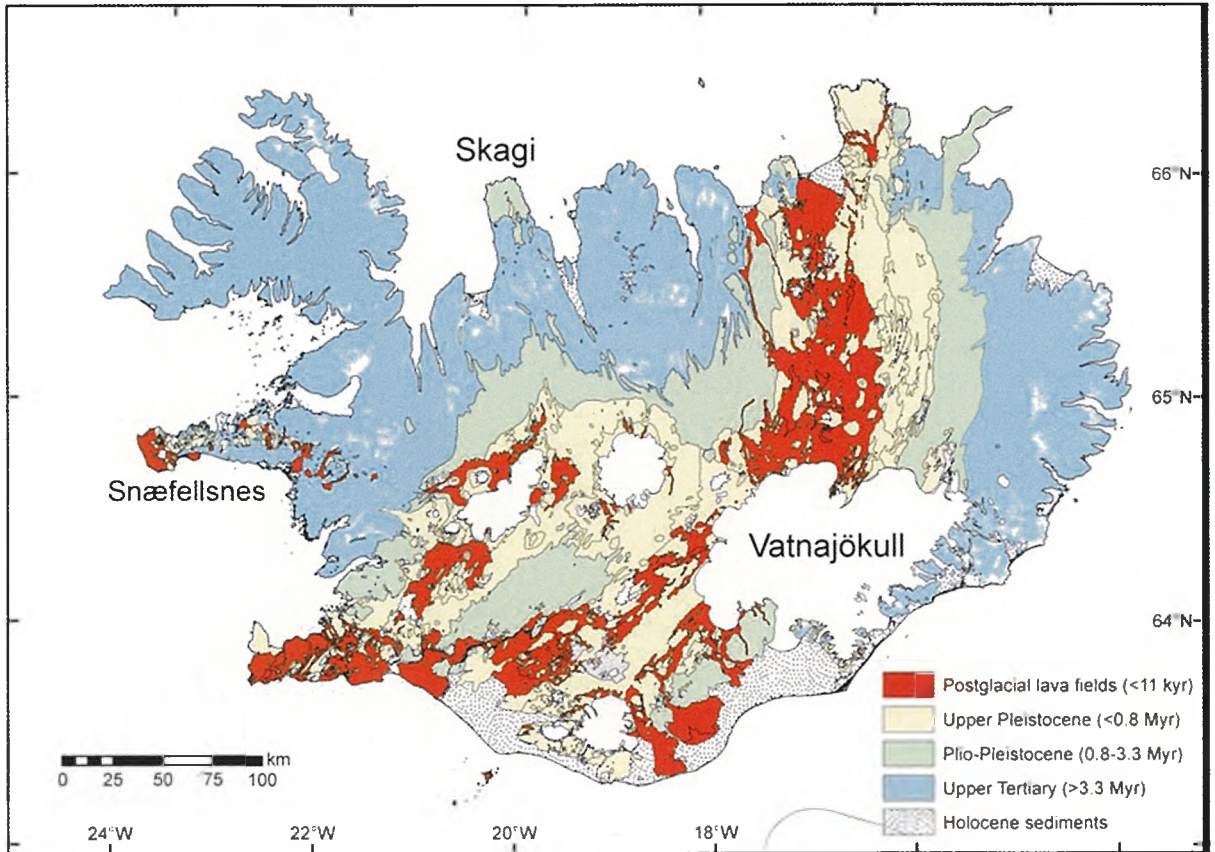 Skagi
66°N
65°N
Snæfellsnes
Vatnajökull
64°N
Postglacial lava fields (<11 kyr)
Upper Pleistocene (<0.8 Myr)
Plio-Pleistocene (0.8-3.3 Myr)
Upper Tertiary (>3.3 Myr)
Holocene sediments
km
0 25 50 75 100
24°W 22°W 20°W 18°W